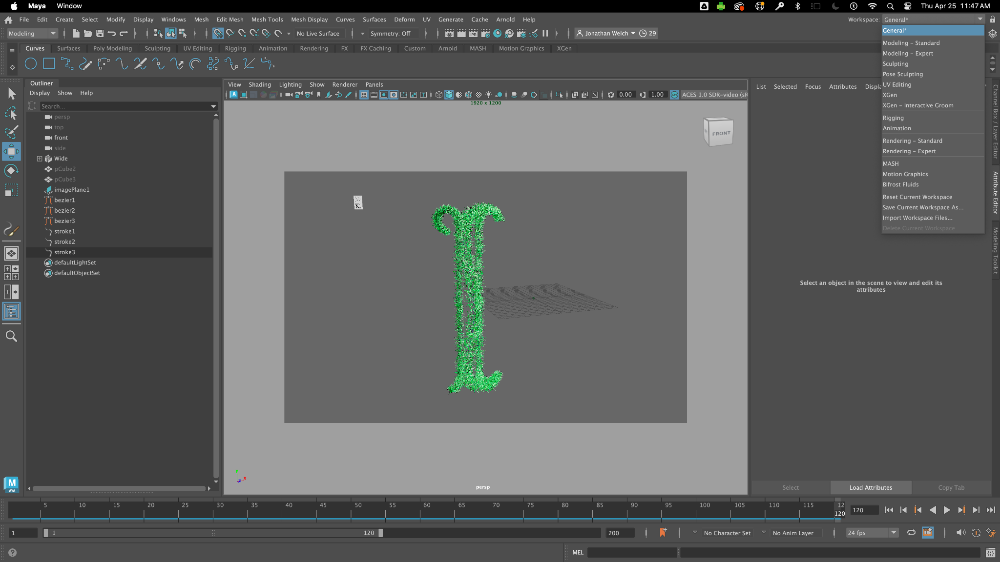 Maya Window Thu Apr 25 11:47 AM
File Edit Create Select Modify Display Windows Mesh Edit Mesh Mesh Tools Mesh Display Curves Surfaces Deform UV Generate Cache Arnold Help Workspace: General*
Modeling No Live Surface Symmetry: Off Jonathan Welch 29
Curves Surfaces Poly Modeling Sculpting UV Editing Rigging Animation Rendering FX FX Caching Custom Arnold MASH Motion Graphics XGen
General*
Modeling - Standard
Modeling - Expert
Sculpting
Pose Sculpting
UV Editing
XGen
XGen - Interactive Groom
Rigging
Animation
Rendering - Standard
Rendering - Expert
MASH
Motion Graphics
Bifrost Fluids
Reset Current Workspace
Save Current Workspace As...
Import Workspace Files...
Delete Current Workspace
Outliner
Display Show Help
Search...
persp
top
front
side
Wide
pCube2
pCube3
imagePlane1
bezier1
bezier2
bezier3
stroke1
stroke2
stroke3
defaultLightSet
defaultObjectSet
View Shading Lighting Show Renderer Panels
0.00 1.00 ACES 1.0 SDR-video (sR
1920 x 1200
FRONT
K
persp
List Selected Focus Attributes Displa
Select an object in the scene to view and edit its
attributes
Select Load Attributes Copy Tab
Channel Box / Layer Editor
Attribute Editor
Modeling Toolkit
M
AYA
5 10 15 20 25 30 35 40 45 50 55 60 65 70 75 80 85 90 95 100 105 110 115 12
120
120
1 1 120 200 No Character Set No Anim Layer 24 fps
MEL